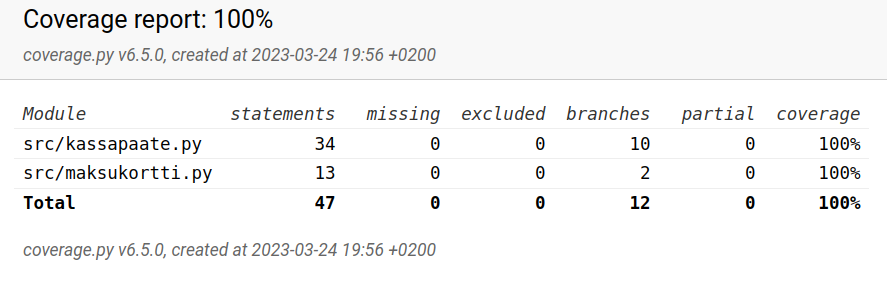 Coverage report: 100%
coverage.py v6.5.0, created at 2023-03-24 19:56 +0200
Module statements missing excluded branches partial coverage
src/kassapaate.py 34 0 0 10 0 100%
src/maksukortti.py 13 0 0 2 0 100%
Total 47 0 0 12 0 100%
coverage.py v6.5.0, created at 2023-03-24 19:56 +0200